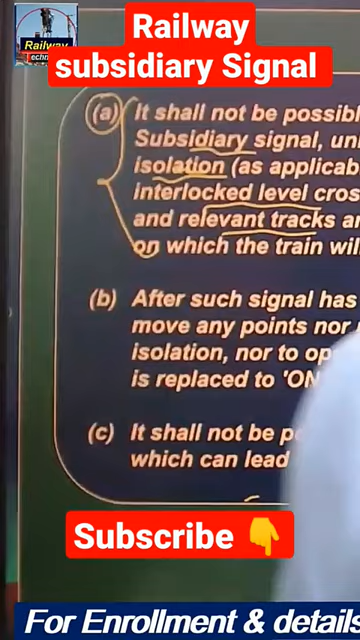 Railway
subsidiary Signal
Railway
(a) It shall not be possibl
Subsidiary signal, un
isolation (as applicab
interlocked level cros
and relevant tracks a
on which the train wil
(b) After such signal has
move any points nor
isolation, nor to op
is replaced to 'ON
(c) It shall not be p
which can lead
Subscribe 👇
For Enrollment & details